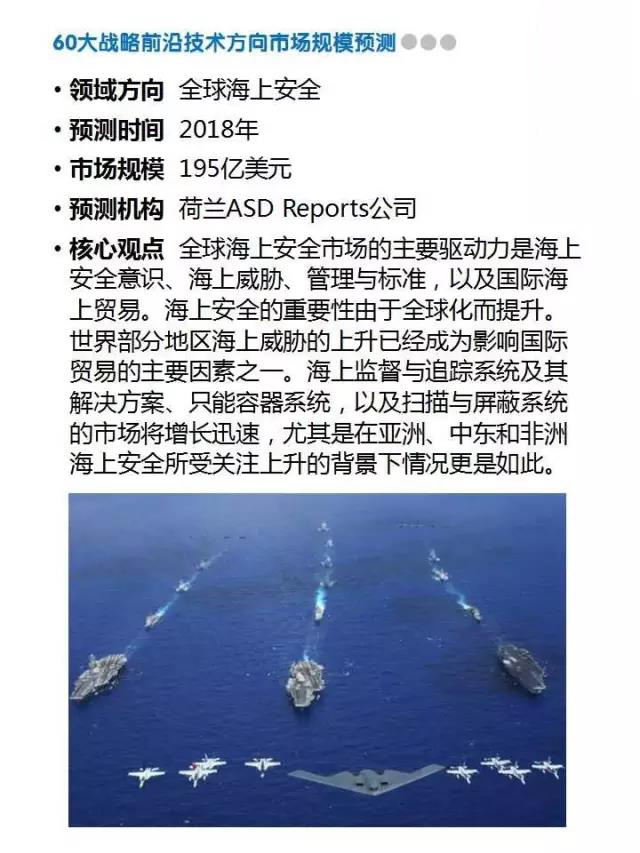 60大战略前沿技术方向市场规模预测
• 领域方向 全球海上安全
• 预测时间 2018年
• 市场规模 195亿美元
• 预测机构 荷兰ASD Reports公司
• 核心观点 全球海上安全市场的主要驱动力是海上
安全意识、海上威胁、管理与标准，以及国际海
上贸易。海上安全的重要性由于全球化而提升。
世界部分地区海上威胁的上升已经成为影响国际
贸易的主要因素之一。海上监督与追踪系统及其
解决方案、只能容器系统，以及扫描与屏蔽系统
的市场将增长迅速，尤其是在亚洲、中东和非洲
海上安全所受关注上升的背景下情况更是如此。